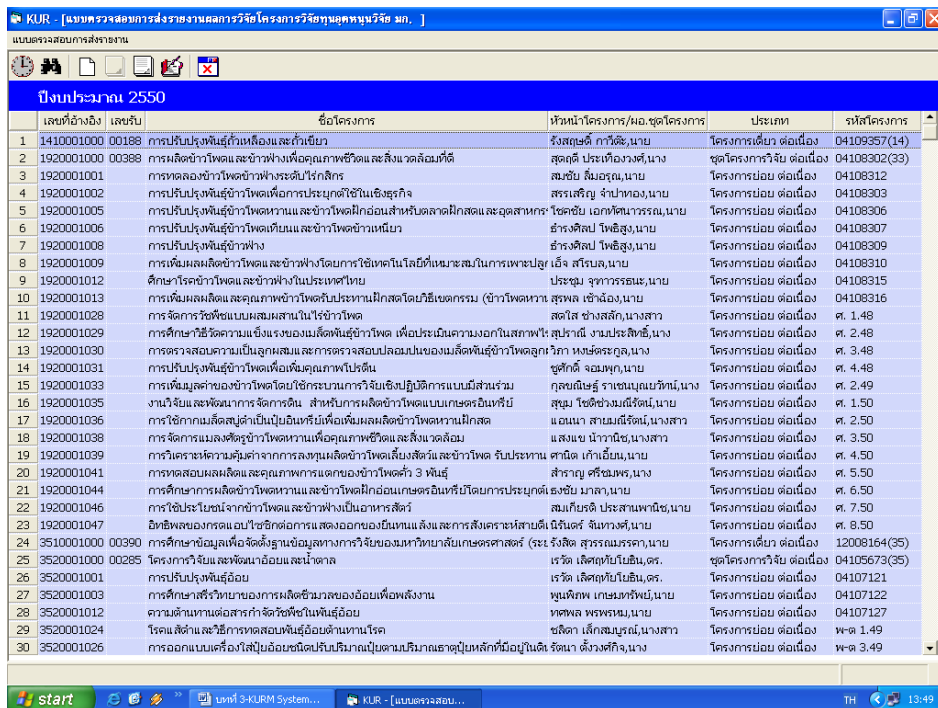 KUR - [แบบตรวจสอบการส่งรายงานผลการวิจัยโครงการวิจัยทุนอุดหนุนวิจัย มก. ]
แบบตรวจสอบการส่งรายงาน
ปีงบประมาณ 2550
เลขที่อ้างอิง เลขรับ ชื่อโครงการ หัวหน้าโครงการ/ผอ.ชุดโครงการ ประเภท รหัสโครงการ
1 1410001000 00188 การปรับปรุงพันธุ์ถั่วเหลืองและถั่วเขียว รังสฤษดิ์ กาวีต๊ะ,นาย โครงการเดี่ยว ต่อเนื่อง 04109357(14)
2 1920001000 00388 การผลิตข้าวโพดและข้าวฟ่างเพื่อคุณภาพชีวิตและสิ่งแวดล้อมที่ดี สุดฤดี ประเทืองวงศ์,นาง ชุดโครงการวิจัย ต่อเนื่อง 04108302(33)
3 1920001001 การทดลองข้าวโพดข้าวฟ่างระดับไร่กสิกร สมชัย ลิ่มอรุณ,นาย โครงการย่อย ต่อเนื่อง 04108312
4 1920001002 การปรับปรุงพันธุ์ข้าวโพดเพื่อการประยุกต์ใช้ในเชิงธุรกิจ สรรเสริญ จำปาทอง,นาย โครงการย่อย ต่อเนื่อง 04108303
5 1920001005 การปรับปรุงพันธุ์ข้าวโพดหวานและข้าวโพดฝักอ่อนสำหรับตลาดฝักสดและอุตสาหกร โชคชัย เอกทัศนาวรรณ,นาย โครงการย่อย ต่อเนื่อง 04108306
6 1920001006 การปรับปรุงพันธุ์ข้าวโพดเทียนและข้าวโพดข้าวเหนียว ธำรงศิลป โพธิสูง,นาย โครงการย่อย ต่อเนื่อง 04108307
7 1920001008 การปรับปรุงพันธุ์ข้าวฟ่าง ธำรงศิลป โพธิสูง,นาย โครงการย่อย ต่อเนื่อง 04108309
8 1920001009 การเพิ่มผลผลิตข้าวโพดและข้าวฟ่างโดยการใช้เทคโนโลยีที่เหมาะสมในการเพาะปลูก เอ็จ สโรบล,นาย โครงการย่อย ต่อเนื่อง 04108310
9 1920001012 ศึกษาโรคข้าวโพดและข้าวฟ่างในประเทศไทย ประชุม จุฑาวรรธนะ,นาย โครงการย่อย ต่อเนื่อง 04108315
10 1920001013 การเพิ่มผลผลิตและคุณภาพข้าวโพดรับประทานฝักสดโดยวิธีเขตกรรม (ข้าวโพดหวาน สุรพล เช้าฉ้อง,นาย โครงการย่อย ต่อเนื่อง 04108316
11 1920001028 การจัดการวัชพืชแบบผสมผสานในไร่ข้าวโพด สดใส ช่างสลัก,นางสาว โครงการย่อย ต่อเนื่อง ศ. 1.48
12 1920001029 การศึกษาวิธีวัดความแข็งแรงของเมล็ดพันธุ์ข้าวโพด เพื่อประเมินความงอกในสภาพไร่ สุปราณี งามประสิทธิ์,นาง โครงการย่อย ต่อเนื่อง ศ. 2.48
13 1920001030 การตรวจสอบความเป็นลูกผสมและการตรวจสอบปลอมปนของเมล็ดพันธุ์ข้าวโพดลูกผ วิภา หงษ์ตระกูล,นาง โครงการย่อย ต่อเนื่อง ศ. 3.48
14 1920001031 การปรับปรุงพันธุ์ข้าวโพดเพื่อเพิ่มคุณภาพโปรตีน ชูศักดิ์ จอมพุก,นาย โครงการย่อย ต่อเนื่อง ศ. 4.48
15 1920001033 การเพิ่มมูลค่าของข้าวโพดโดยใช้กระบวนการวิจัยเชิงปฏิบัติการแบบมีส่วนร่วม กุลขณิษฐ์ ราเชนบุณยวัทน์,นาง โครงการย่อย ต่อเนื่อง ศ. 2.49
16 1920001035 งานวิจัยและพัฒนาการจัดการดิน สำหรับการผลิตข้าวโพดแบบเกษตรอินทรีย์ สุขุม โชติช่วงมณีรัตน์,นาย โครงการย่อย ต่อเนื่อง ศ. 1.50
17 1920001036 การใช้กากเมล็ดสบู่ดำเป็นปุ๋ยอินทรีย์เพื่อเพิ่มผลผลิตข้าวโพดหวานฝักสด แอนนา สายมณีรัตน์,นางสาว โครงการย่อย ต่อเนื่อง ศ. 2.50
18 1920001038 การจัดการแมลงศัตรูข้าวโพดหวานเพื่อคุณภาพชีวิตและสิ่งแวดล้อม แสงแข น้าวานิช,นางสาว โครงการย่อย ต่อเนื่อง ศ. 3.50
19 1920001039 การวิเคราะห์ความคุ้มค่าจากการลงทุนผลิตข้าวโพดเลี้ยงสัตว์และข้าวโพด รับประทาน ศานิต เก้าเอี้ยน,นาย โครงการย่อย ต่อเนื่อง ศ. 4.50
20 1920001041 การทดสอบผลผลิตและคุณภาพการแตกของข้าวโพดคั่ว 3 พันธุ์ สำราญ ศรีชมพร,นาง โครงการย่อย ต่อเนื่อง ศ. 5.50
21 1920001044 การศึกษาการผลิตข้าวโพดหวานและข้าวโพดฝักอ่อนเกษตรอินทรีย์โดยการประยุกต์ ธงชัย มาลา,นาย โครงการย่อย ต่อเนื่อง ศ. 6.50
22 1920001046 การใช้ประโยชน์จากข้าวโพดและข้าวฟ่างเป็นอาหารสัตว์ สมเกียรติ ประสานพานิช,นาย โครงการย่อย ต่อเนื่อง ศ. 7.50
23 1920001047 อิทธิพลของกรดแอบไซซิกต่อการแสดงออกของยีนทนแล้งและการสังเคราะห์สายดี นิรันดร์ จันทวงศ์,นาย โครงการย่อย ต่อเนื่อง ศ. 8.50
24 3510001000 00390 การศึกษาข้อมูลเพื่อจัดตั้งฐานข้อมูลทางการวิจัยของมหาวิทยาลัยเกษตรศาสตร์ (ระย รังสิต สุวรรณมรรคา,นาย โครงการเดี่ยว ต่อเนื่อง 12008164(35)
25 3520001000 00285 โครงการวิจัยและพัฒนาอ้อยและน้ำตาล เรวัต เลิศฤทัยโยธิน,ดร. ชุดโครงการวิจัย ต่อเนื่อง 04105673(35)
26 3520001001 การปรับปรุงพันธุ์อ้อย เรวัต เลิศฤทัยโยธิน,ดร. โครงการย่อย ต่อเนื่อง 04107121
27 3520001003 การศึกษาสรีรวิทยาของการผลิตชีวมวลของอ้อยเพื่อพลังงาน พูนพิภพ เกษมทรัพย์,นาย โครงการย่อย ต่อเนื่อง 04107122
28 3520001012 ความต้านทานต่อสารกำจัดวัชพืชในพันธุ์อ้อย ทศพล พรพรหม,นาย โครงการย่อย ต่อเนื่อง 04107127
29 3520001024 โรคแส้ดำและวิธีการทดสอบพันธุ์อ้อยต้านทานโรค ชลิดา เล็กสมบูรณ์,นางสาว โครงการย่อย ต่อเนื่อง พ-ต 1.49
30 3520001026 การออกแบบเครื่องใส่ปุ๋ยอ้อยชนิดปรับปริมาณปุ๋ยตามปริมาณธาตุปุ๋ยหลักที่มีอยู่ในดิน รัตนา ตั้งวงศ์กิจ,นาง โครงการย่อย ต่อเนื่อง พ-ต 3.49
start บทที่ 3-KURM System... KUR - [แบบตรวจสอบ... TH 13:49